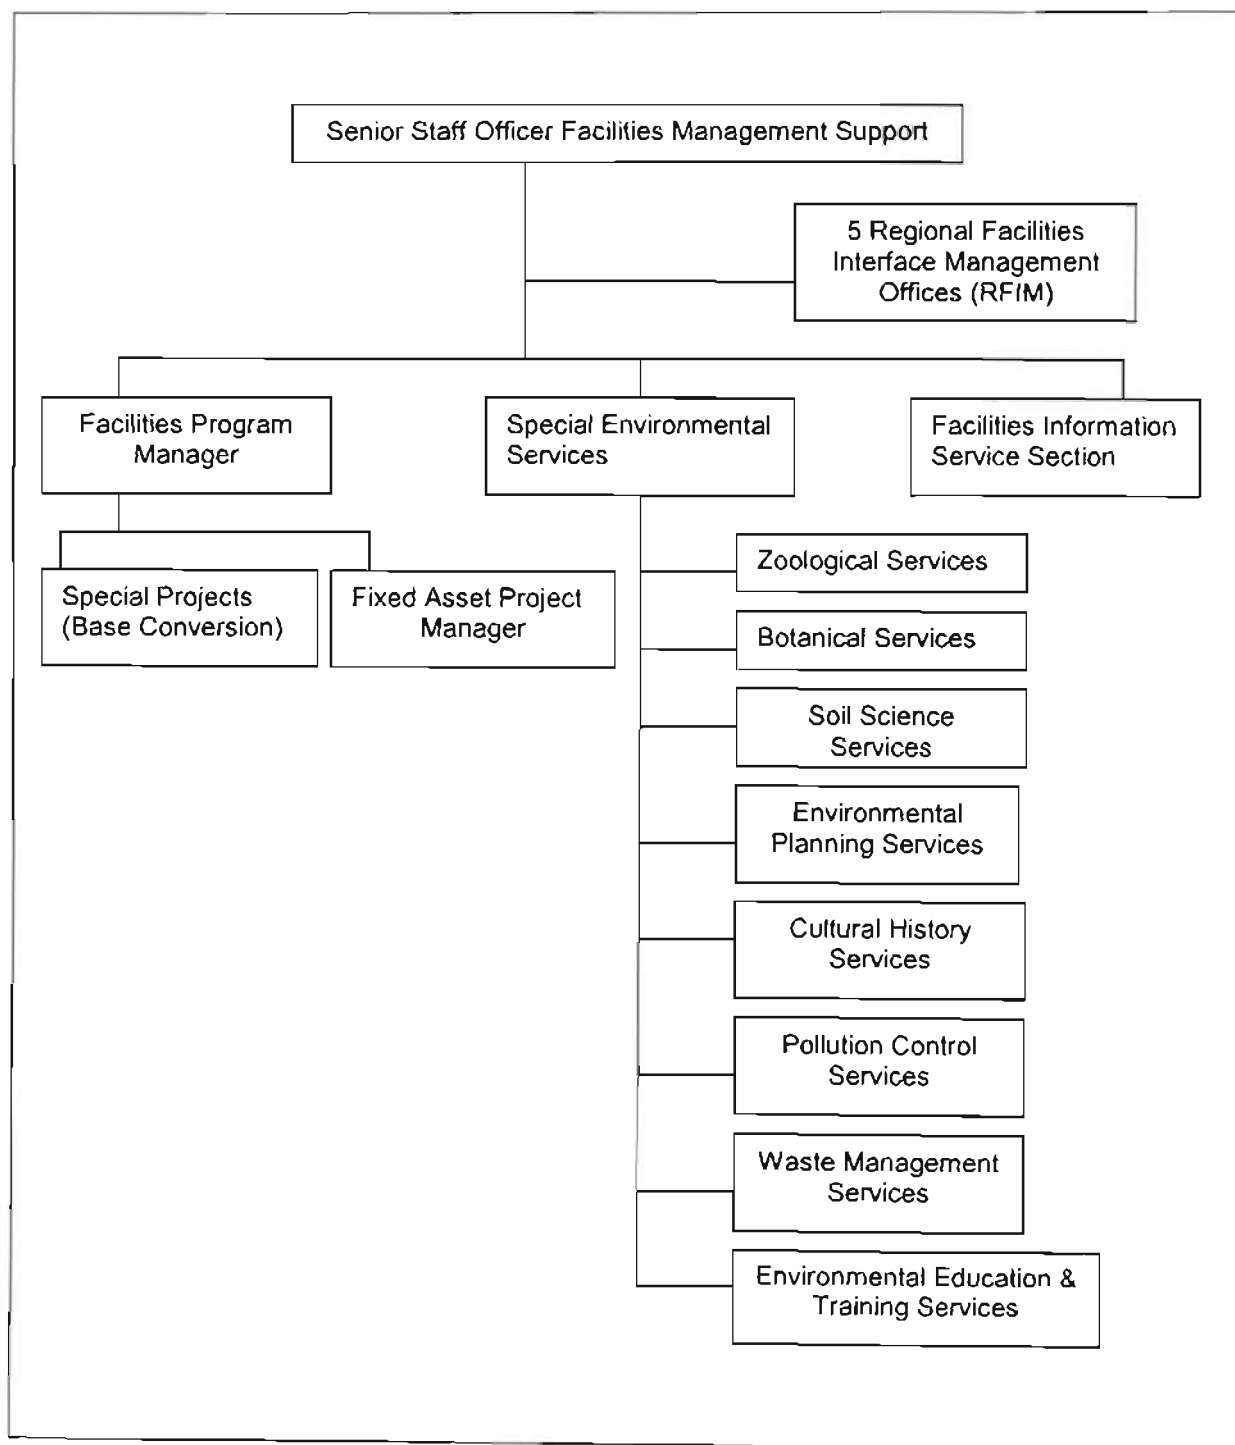 Senior Staff Officer Facilities Management Support
5 Regional Facilities
Interface Management
Offices (RFIM)
Facilities Program
Manager
Special Environmental
Services
Facilities Information
Service Section
Special Projects
(Base Conversion)
Fixed Asset Project
Manager
Zoological Services
Botanical Services
Soil Science
Services
Environmental
Planning Services
Cultural History
Services
Pollution Control
Services
Waste Management
Services
Environmental Education &
Training Services